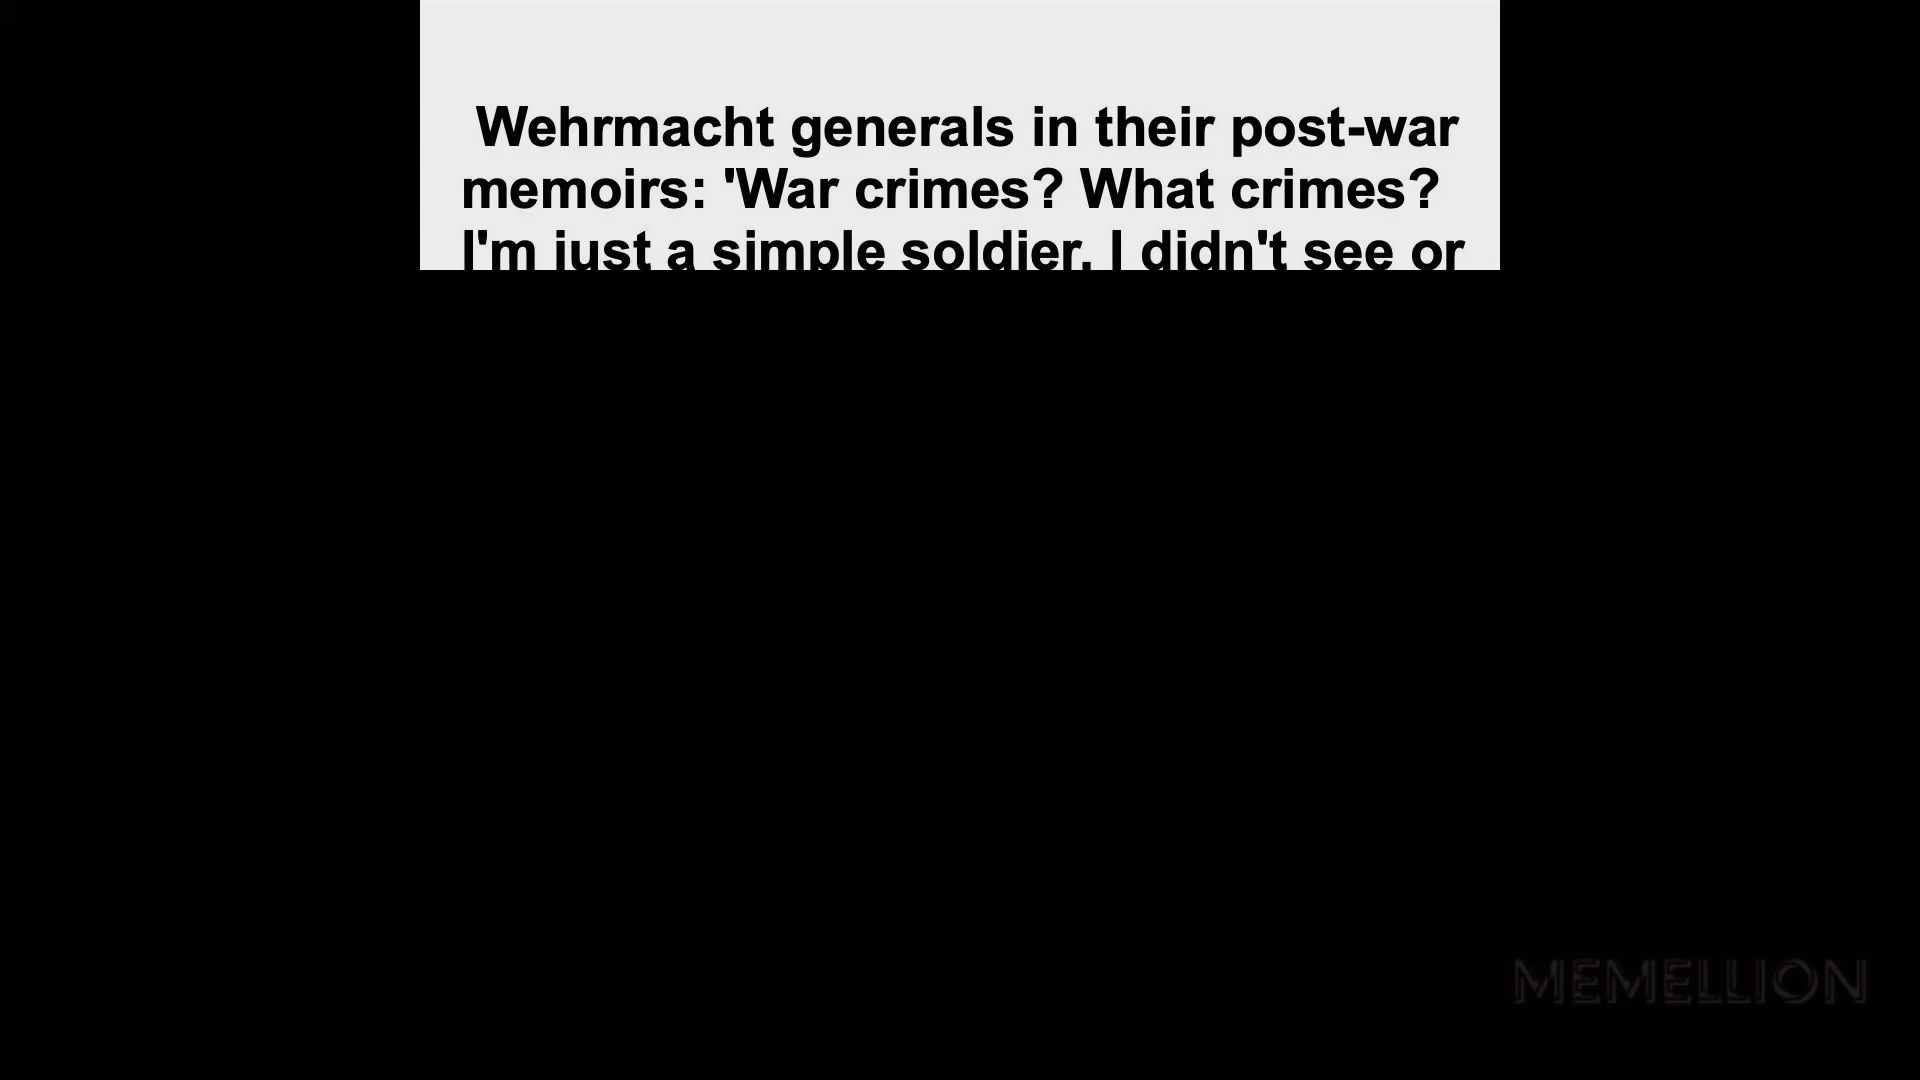 Wehrmacht generals in their post-war
memoirs: 'War crimes? What crimes?
I'm just a simple soldier. I didn't see or
MEMELLION